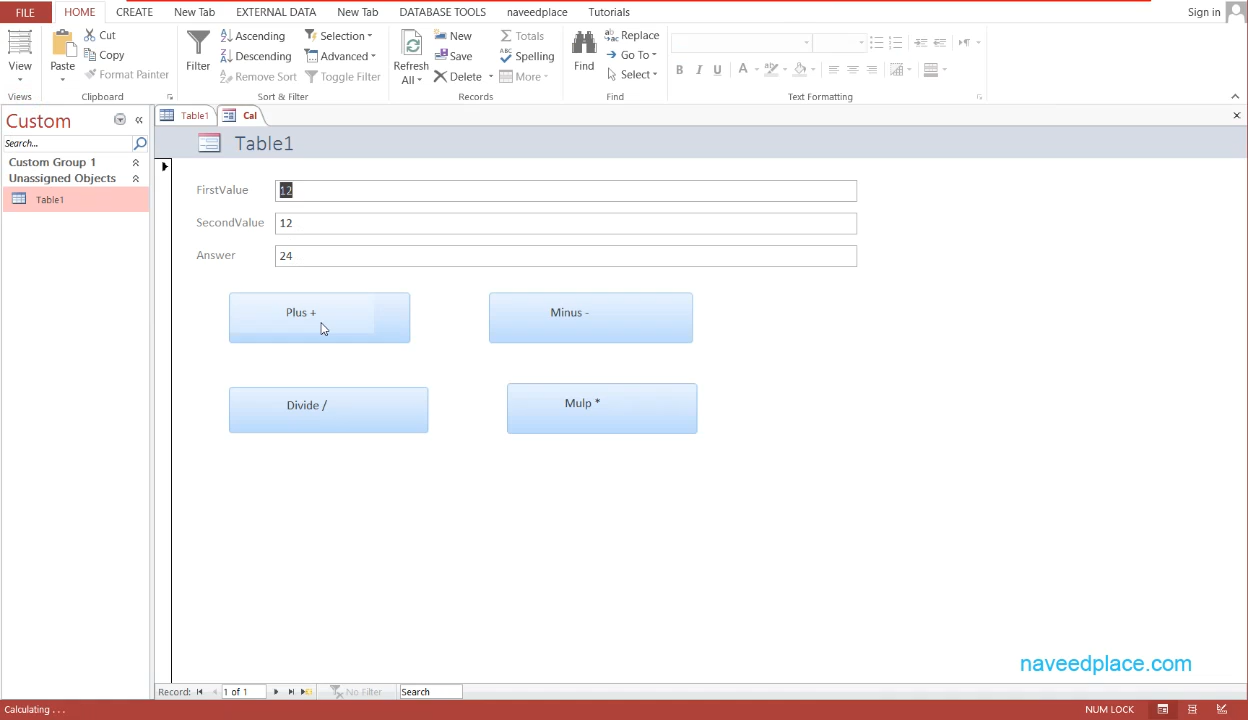 FILE HOME CREATE New Tab EXTERNAL DATA New Tab DATABASE TOOLS naveedplace Tutorials Sign in
View
Views
Paste
Cut
Copy
Format Painter
Clipboard
Filter
Ascending
Descending
Remove Sort
Selection
Advanced
Toggle Filter
Sort & Filter
Refresh
All
New
Save
Delete
Totals
Spelling
More
Records
Find
Replace
Go To
Select
Find
B I U A
Text Formatting
Custom
Search...
Custom Group 1
Unassigned Objects
Table1
Table1 Cal
Table1
FirstValue 12
SecondValue 12
Answer 24
Plus + Minus -
Divide / Mulp *
naveedplace.com
Record: 1 of 1 No Filter Search
Calculating . . . NUM LOCK